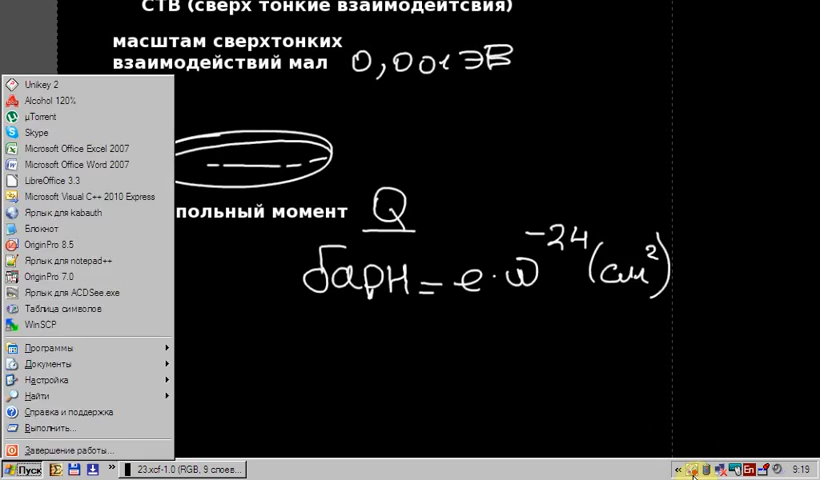 СТВ (сверх тонкие взаимодеитсвия)
масштам сверхтонких
взаимодействий мал 0,001 эВ
польный момент Q
барн = e · 10⁻²⁴ (см²)
Unikey 2
Alcohol 120%
µTorrent
Skype
Microsoft Office Excel 2007
Microsoft Office Word 2007
LibreOffice 3.3
Microsoft Visual C++ 2010 Express
Ярлык для kabauth
Блокнот
OriginPro 8.5
Ярлык для notepad++
OriginPro 7.0
Ярлык для ACDSee.exe
Таблица символов
WinSCP
Программы
Документы
Настройка
Найти
Справка и поддержка
Выполнить...
Завершение работы...
Пуск
23.xcf-1.0 (RGB, 9 слоев...
En
9:19